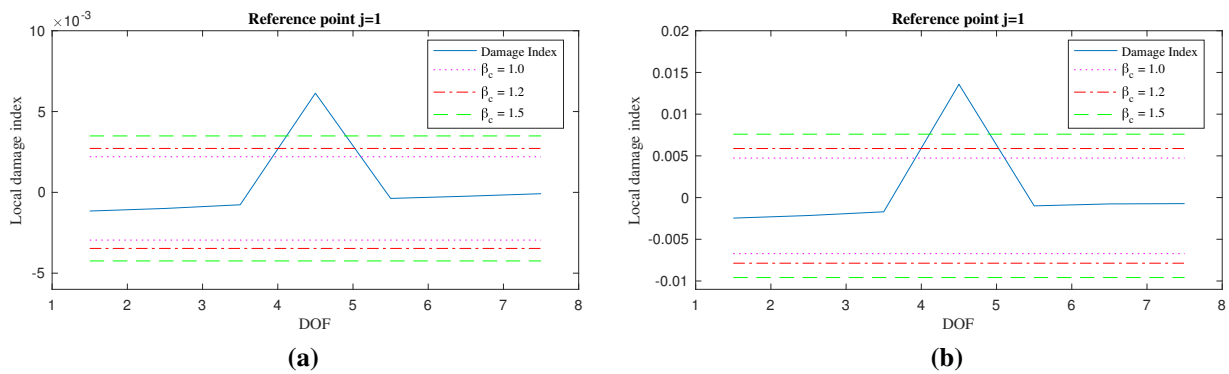 Reference point j=1
×10⁻³
10
5
0
-5
Local damage index
1 2 3 4 5 6 7 8
DOF
Damage Index
β_c = 1.0
β_c = 1.2
β_c = 1.5
(a)
Reference point j=1
0.02
0.015
0.01
0.005
0
-0.005
-0.01
Local damage index
1 2 3 4 5 6 7 8
DOF
Damage Index
β_c = 1.0
β_c = 1.2
β_c = 1.5
(b)